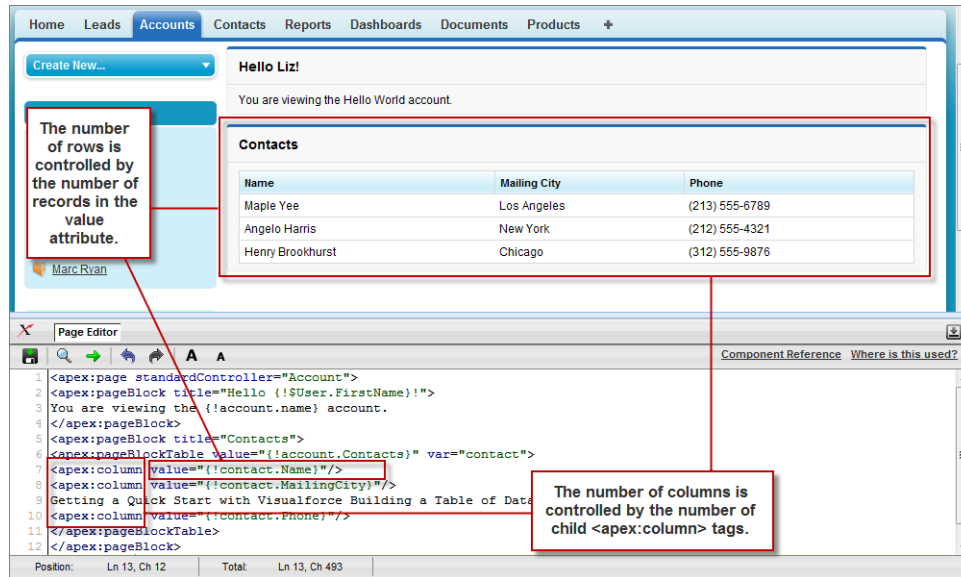 Home Leads Accounts Contacts Reports Dashboards Documents Products +
Create New...
Hello Liz!
You are viewing the Hello World account.
The number
of rows is
controlled by
the number of
records in the
value
attribute.
Marc Ryan
Contacts
Name Mailing City Phone
Maple Yee Los Angeles (213) 555-6789
Angelo Harris New York (212) 555-4321
Henry Brookhurst Chicago (312) 555-9876
Page Editor
A A Component Reference Where is this used?
1 <apex:page standardController="Account">
2 <apex:pageBlock title="Hello {!$User.FirstName}!">
3 You are viewing the {!account.name} account.
4 </apex:pageBlock>
5 <apex:pageBlock title="Contacts">
6 <apex:pageBlockTable value="{!account.Contacts}" var="contact">
7 <apex:column value="{!contact.Name}"/>
8 <apex:column value="{!contact.MailingCity}"/>
9 Getting a Quick Start with Visualforce Building a Table of Data
10 <apex:column value="{!contact.Phone}"/>
11 </apex:pageBlockTable>
12 </apex:pageBlock>
The number of columns is
controlled by the number of
child <apex:column> tags.
Position: Ln 13, Ch 12 Total: Ln 13, Ch 493